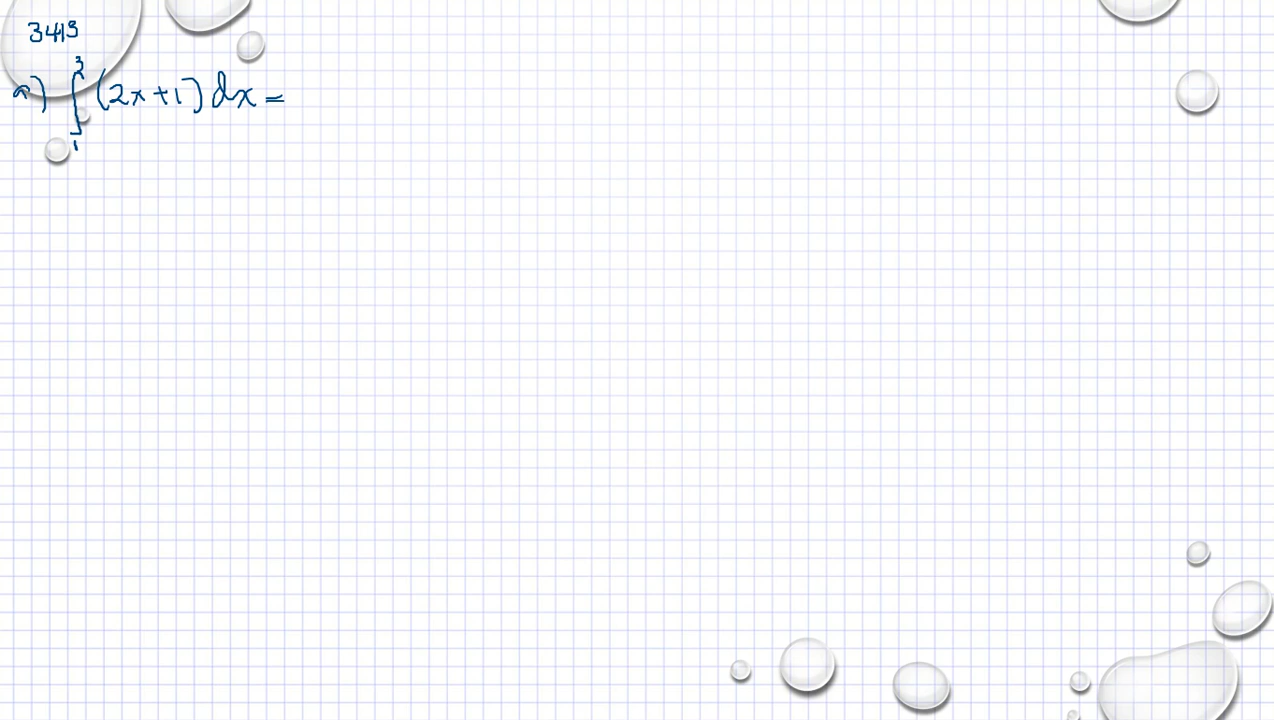 3413
a) ∫₁³ (2x+1) dx =